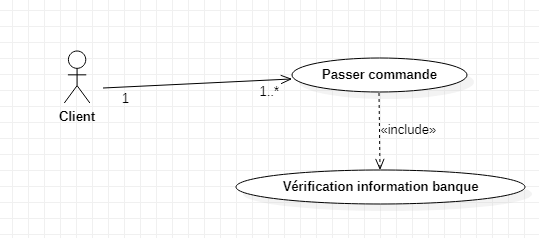 Passer commande
1
1..*
Client
«include»
Vérification information banque